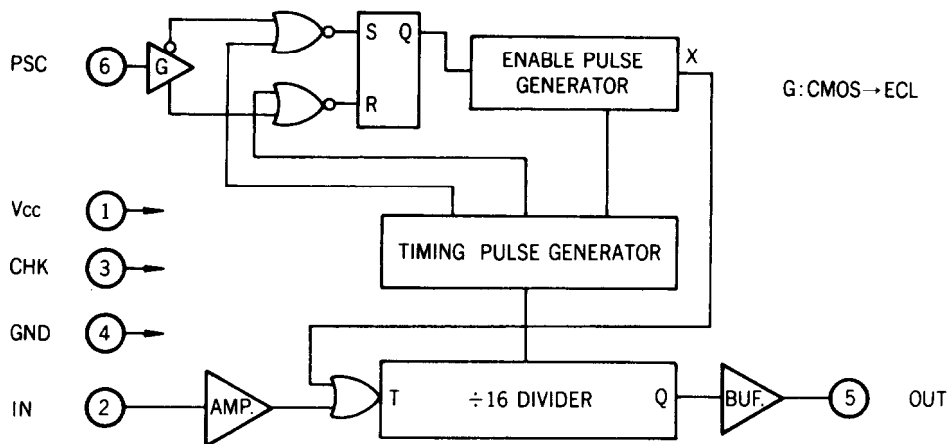 PSC 6 G S Q R
ENABLE PULSE
GENERATOR
X
G:CMOS→ECL
Vcc 1
CHK 3
GND 4
TIMING PULSE GENERATOR
IN 2 AMP. T ÷16 DIVIDER Q BUF. 5 OUT